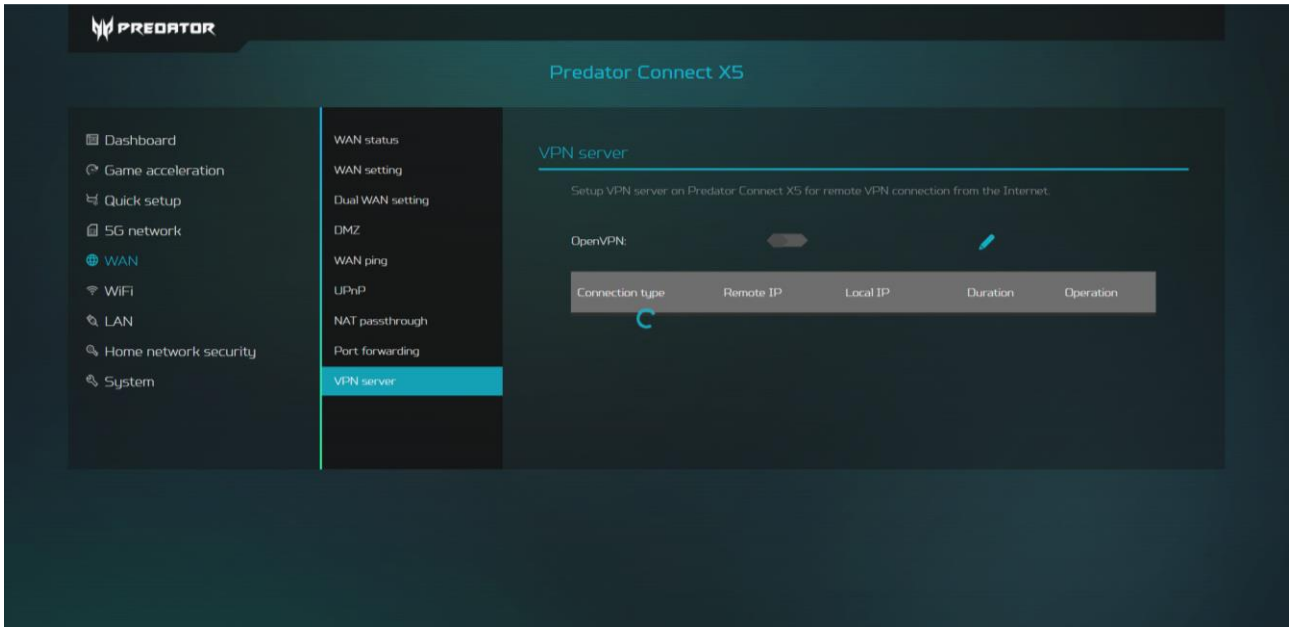 PREDATOR
Predator Connect X5
Dashboard
Game acceleration
Quick setup
5G network
WAN
WiFi
LAN
Home network security
System
WAN status
WAN setting
Dual WAN setting
DMZ
WAN ping
UPnP
NAT passthrough
Port forwarding
VPN server
VPN server
Setup VPN server on Predator Connect X5 for remote VPN connection from the Internet.
OpenVPN:
Connection type Remote IP Local IP Duration Operation